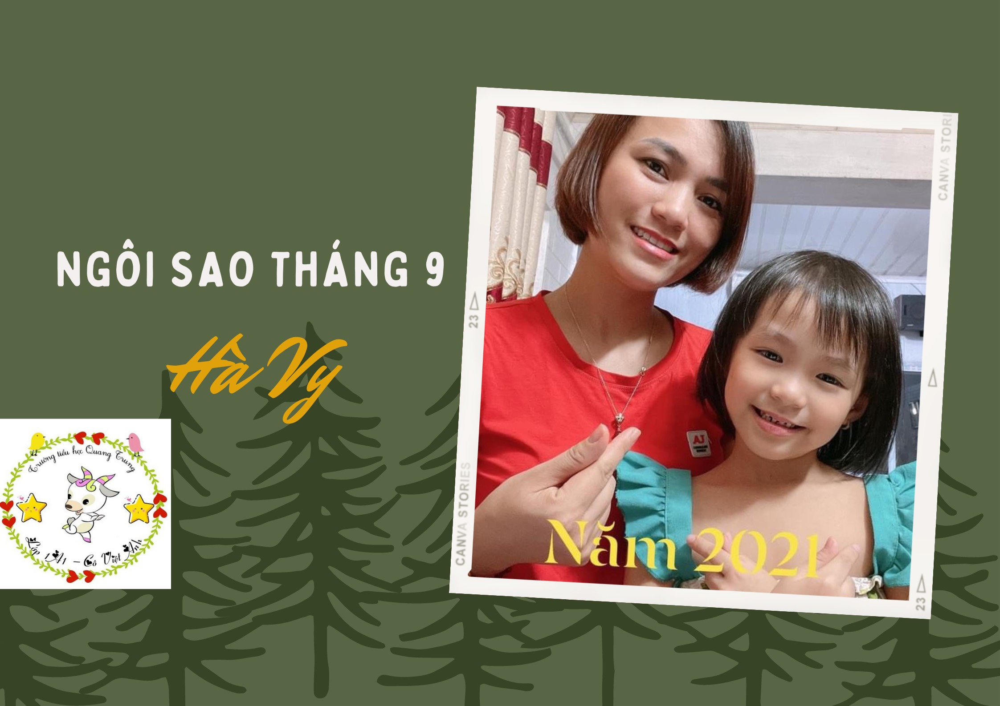 NGÔI SAO THÁNG 9
Hà Vy
Trường tiểu học Quang Trung
Lớp 1A1 – Cô Việt Anh
CANVA STORI
23
AJ
Năm 2021
CANVA STORIES
23